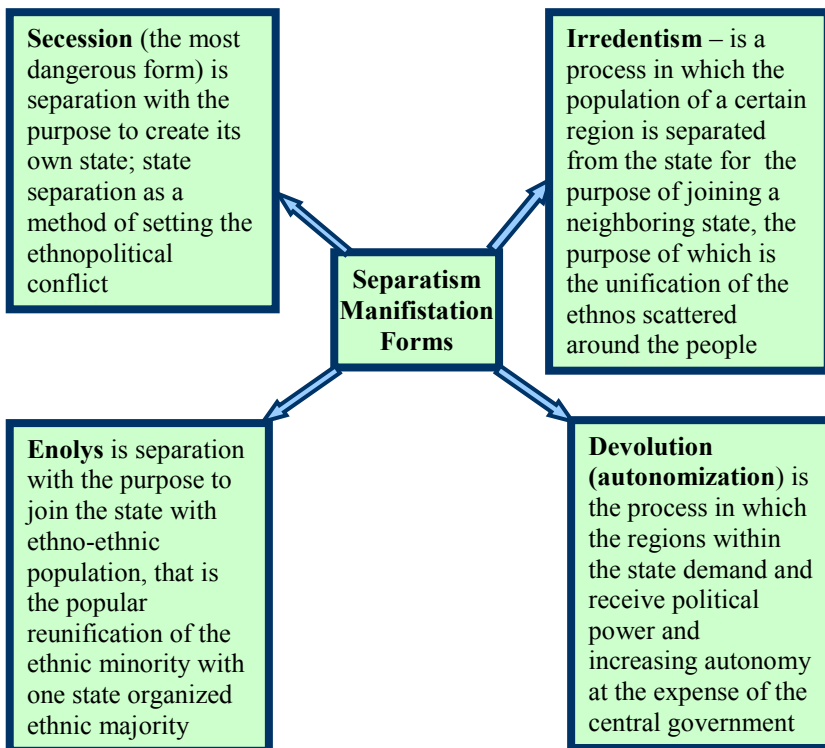 Secession (the most
dangerous form) is
separation with the
purpose to create its
own state; state
separation as a
method of setting the
ethnopolitical
conflict
Irredentism – is a
process in which the
population of a certain
region is separated
from the state for the
purpose of joining a
neighboring state, the
purpose of which is
the unification of the
ethnos scattered
around the people
Separatism
Manifistation
Forms
Enolys is separation
with the purpose to
join the state with
ethno-ethnic
population, that is
the popular
reunification of the
ethnic minority with
one state organized
ethnic majority
Devolution
(autonomization) is
the process in which
the regions within
the state demand and
receive political
power and
increasing autonomy
at the expense of the
central government